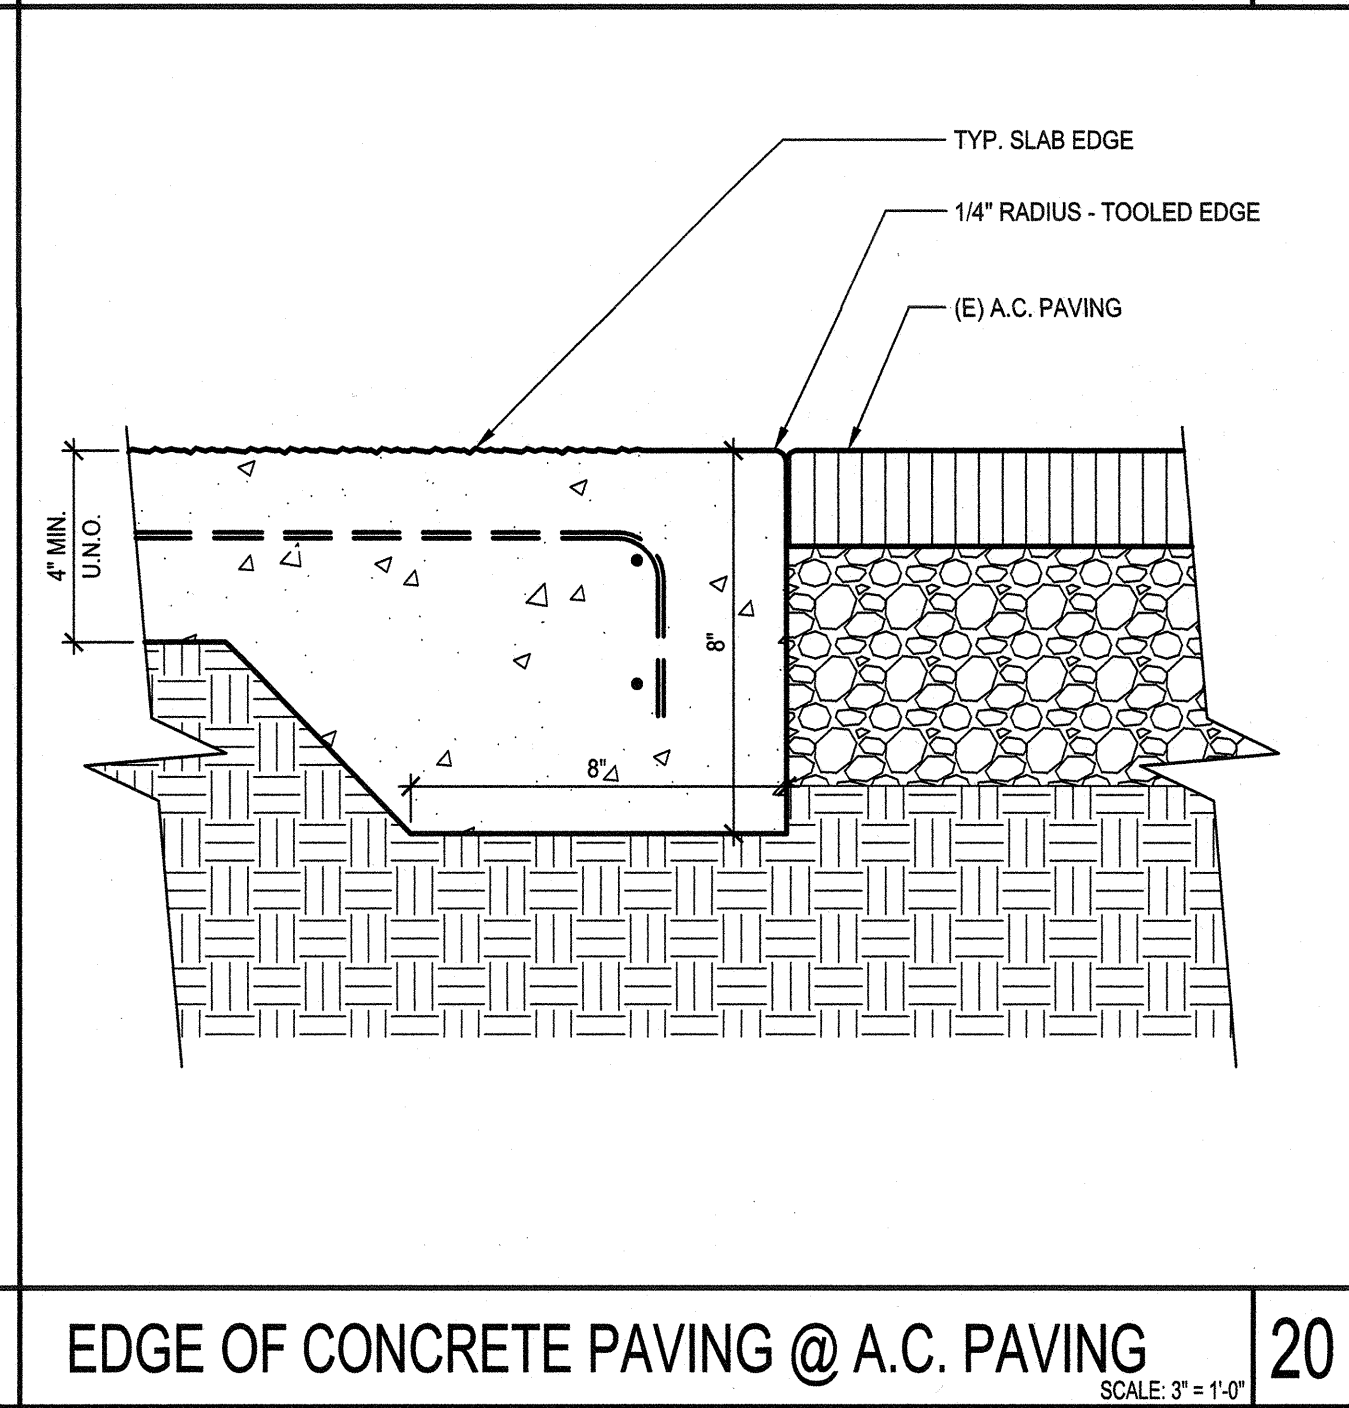 TYP. SLAB EDGE
1/4" RADIUS - TOOLED EDGE
(E) A.C. PAVING
4" MIN.
U.N.O.
8"
8"
EDGE OF CONCRETE PAVING @ A.C. PAVING
SCALE: 3" = 1'-0"
20